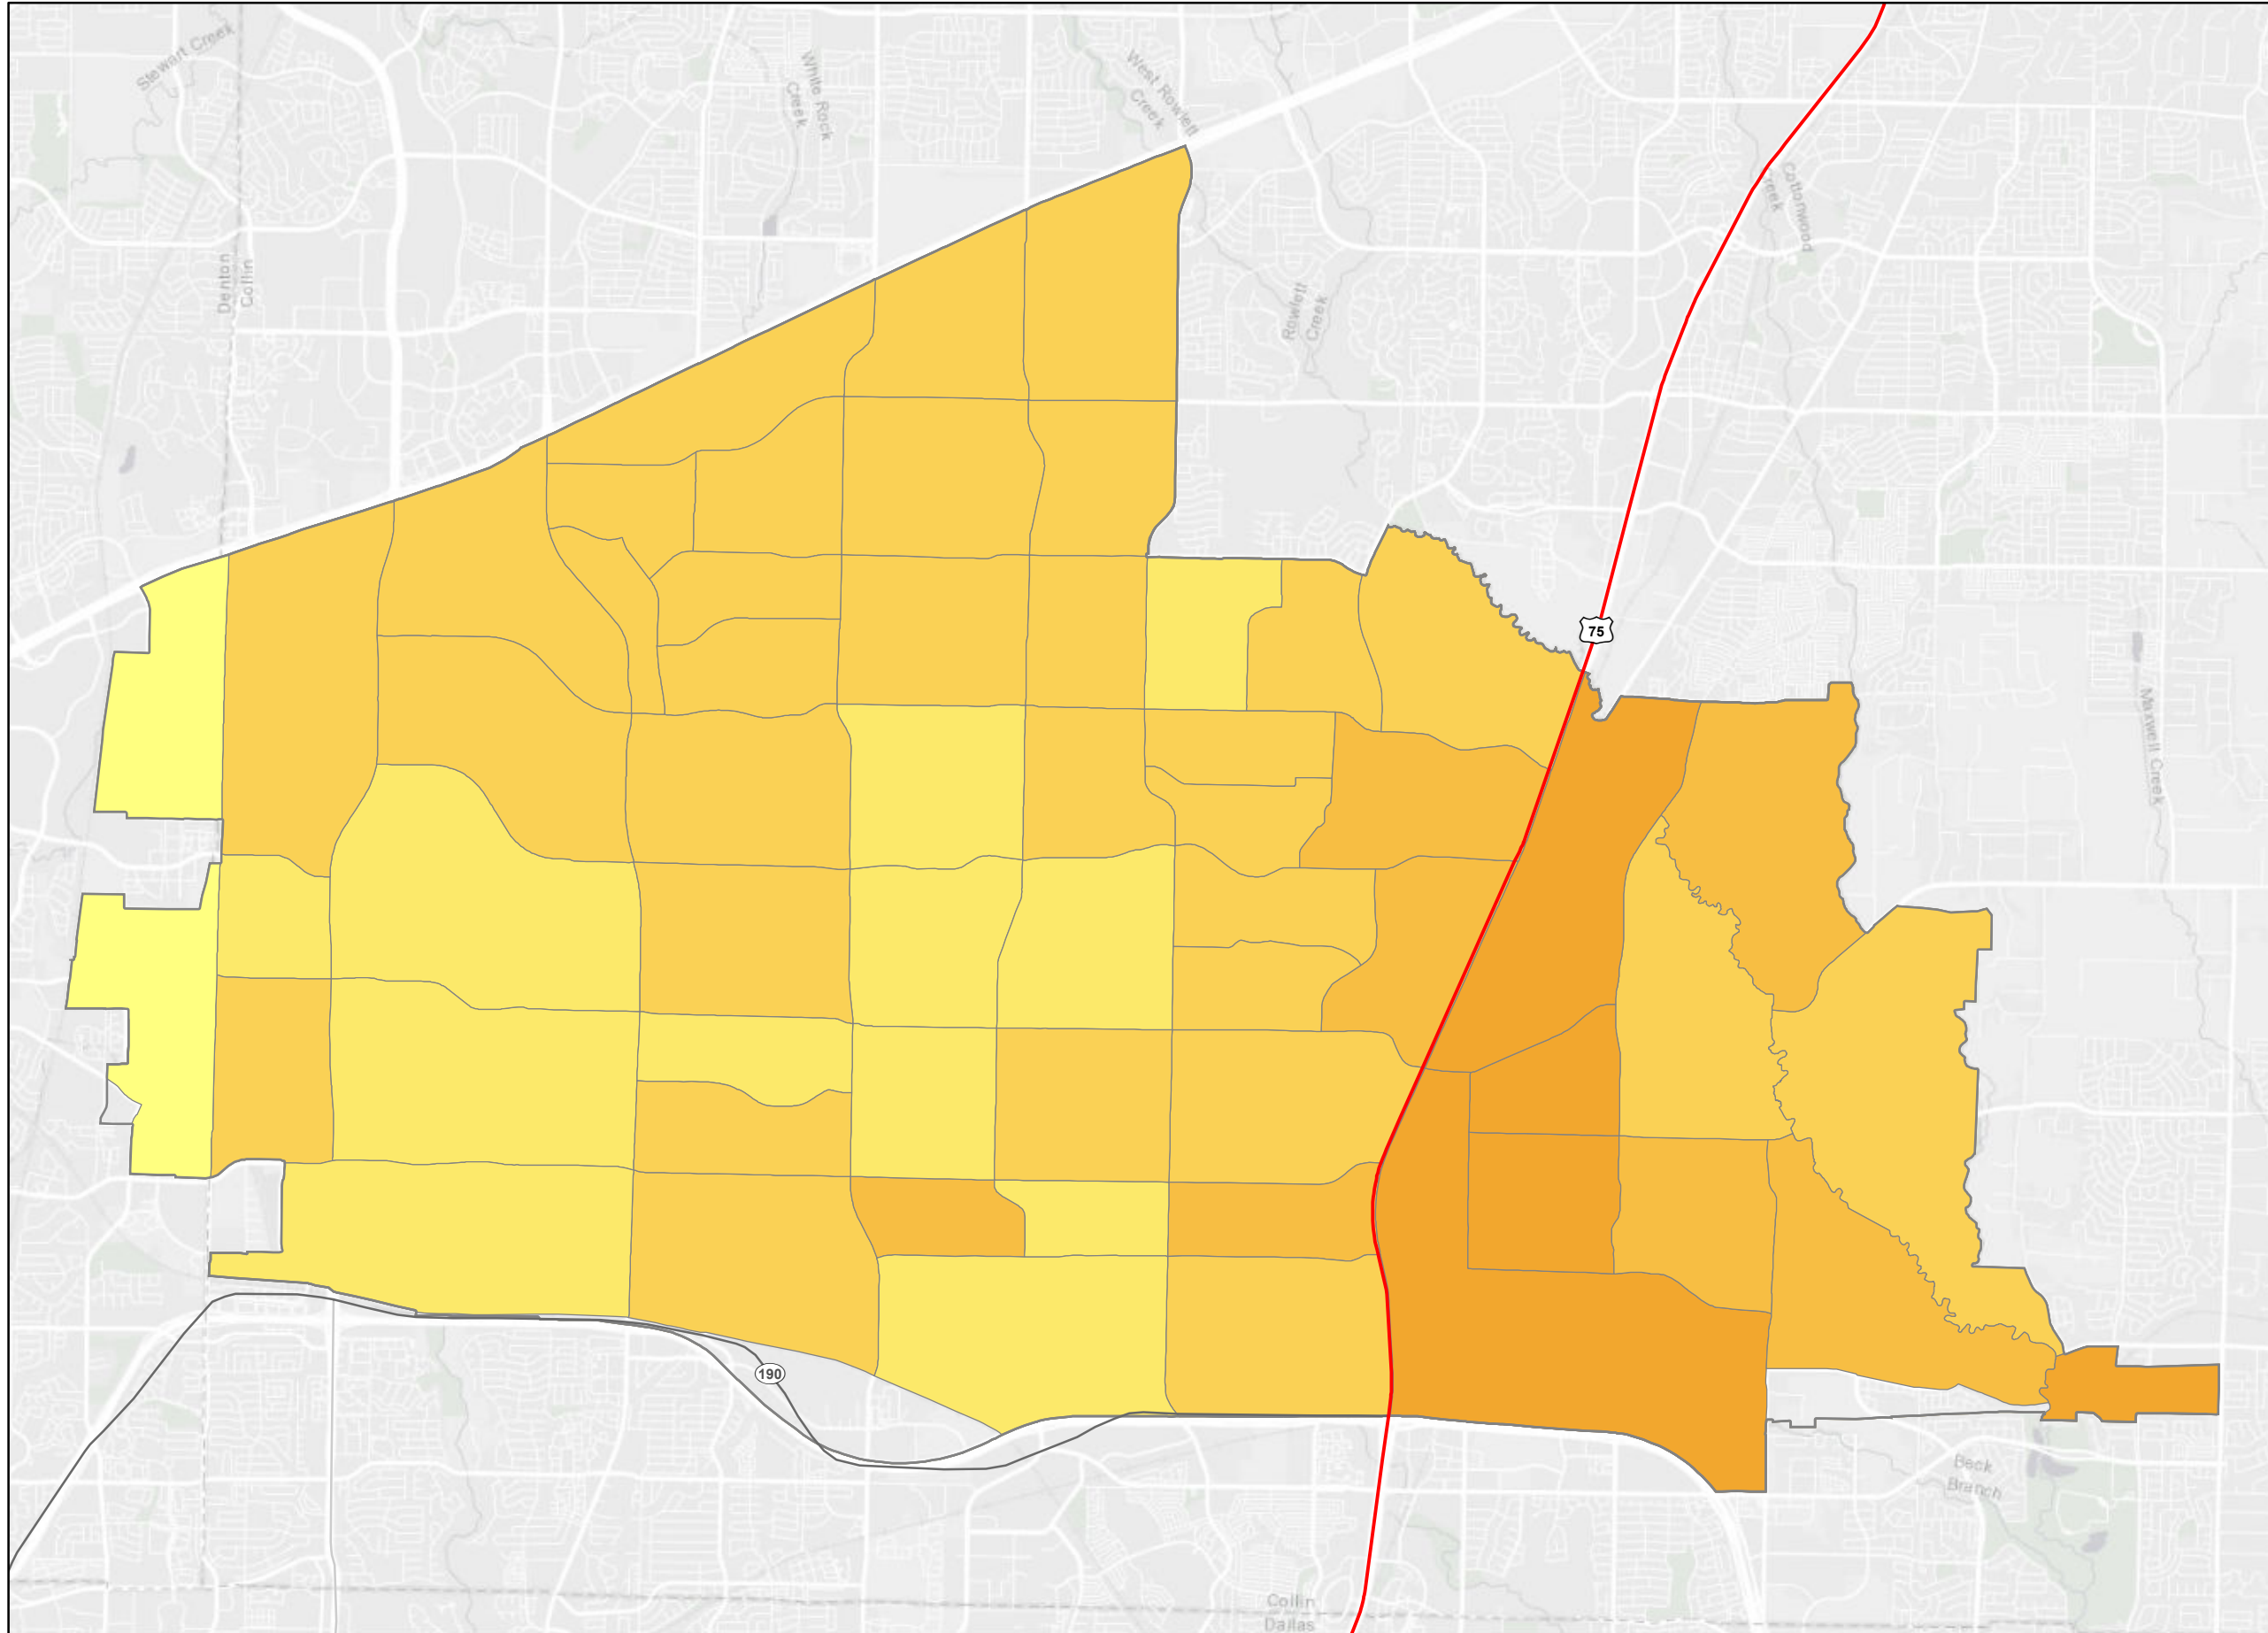 Stewart Creek
White Rock
Creek
West Rowlett
Creek
Cottonwood
Creek
Denton
Collin
Rowlett
Creek
75
Maxwell Creek
190
Beck
Branch
Collin
Dallas